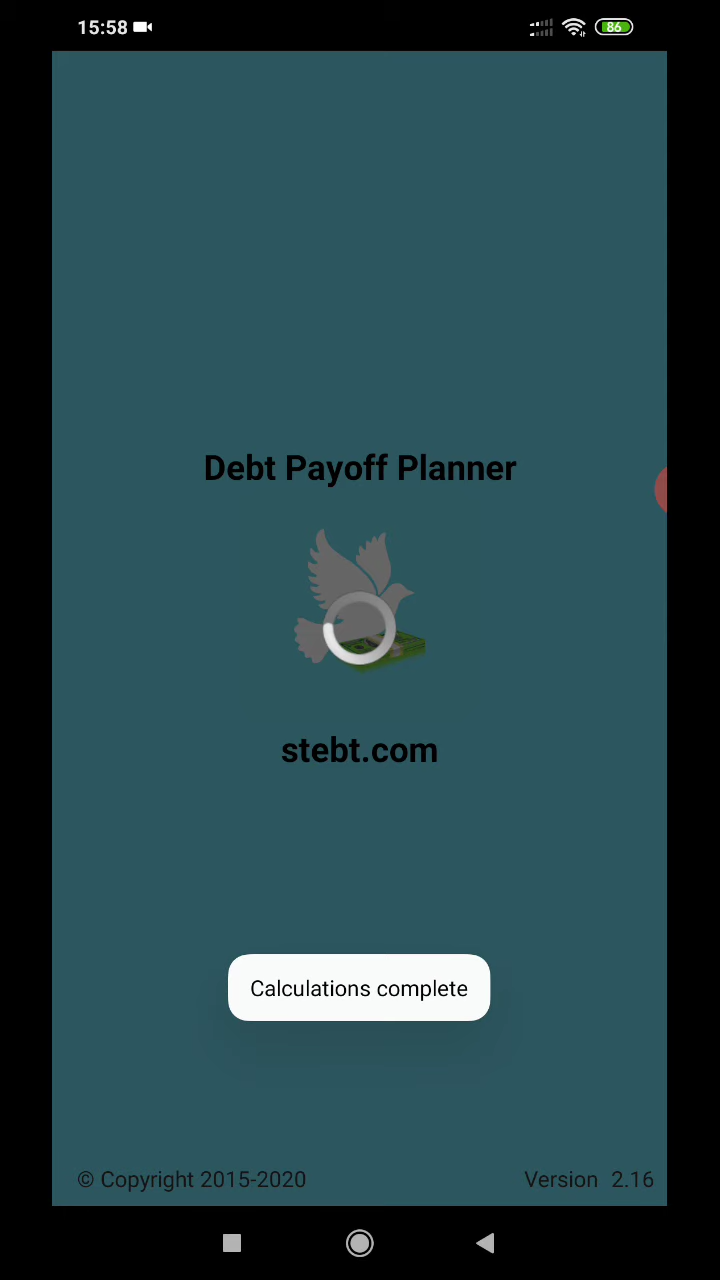 15:58
86
Debt Payoff Planner
stebt.com
Calculations complete
© Copyright 2015-2020
Version 2.16